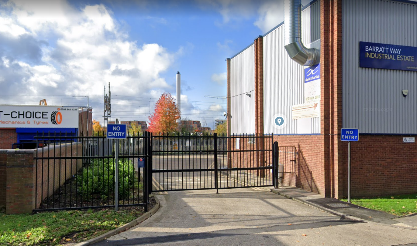 BARRATT WAY
INDUSTRIAL ESTATE
-CHOICE
NO
ENTRY
NO
ENTRY